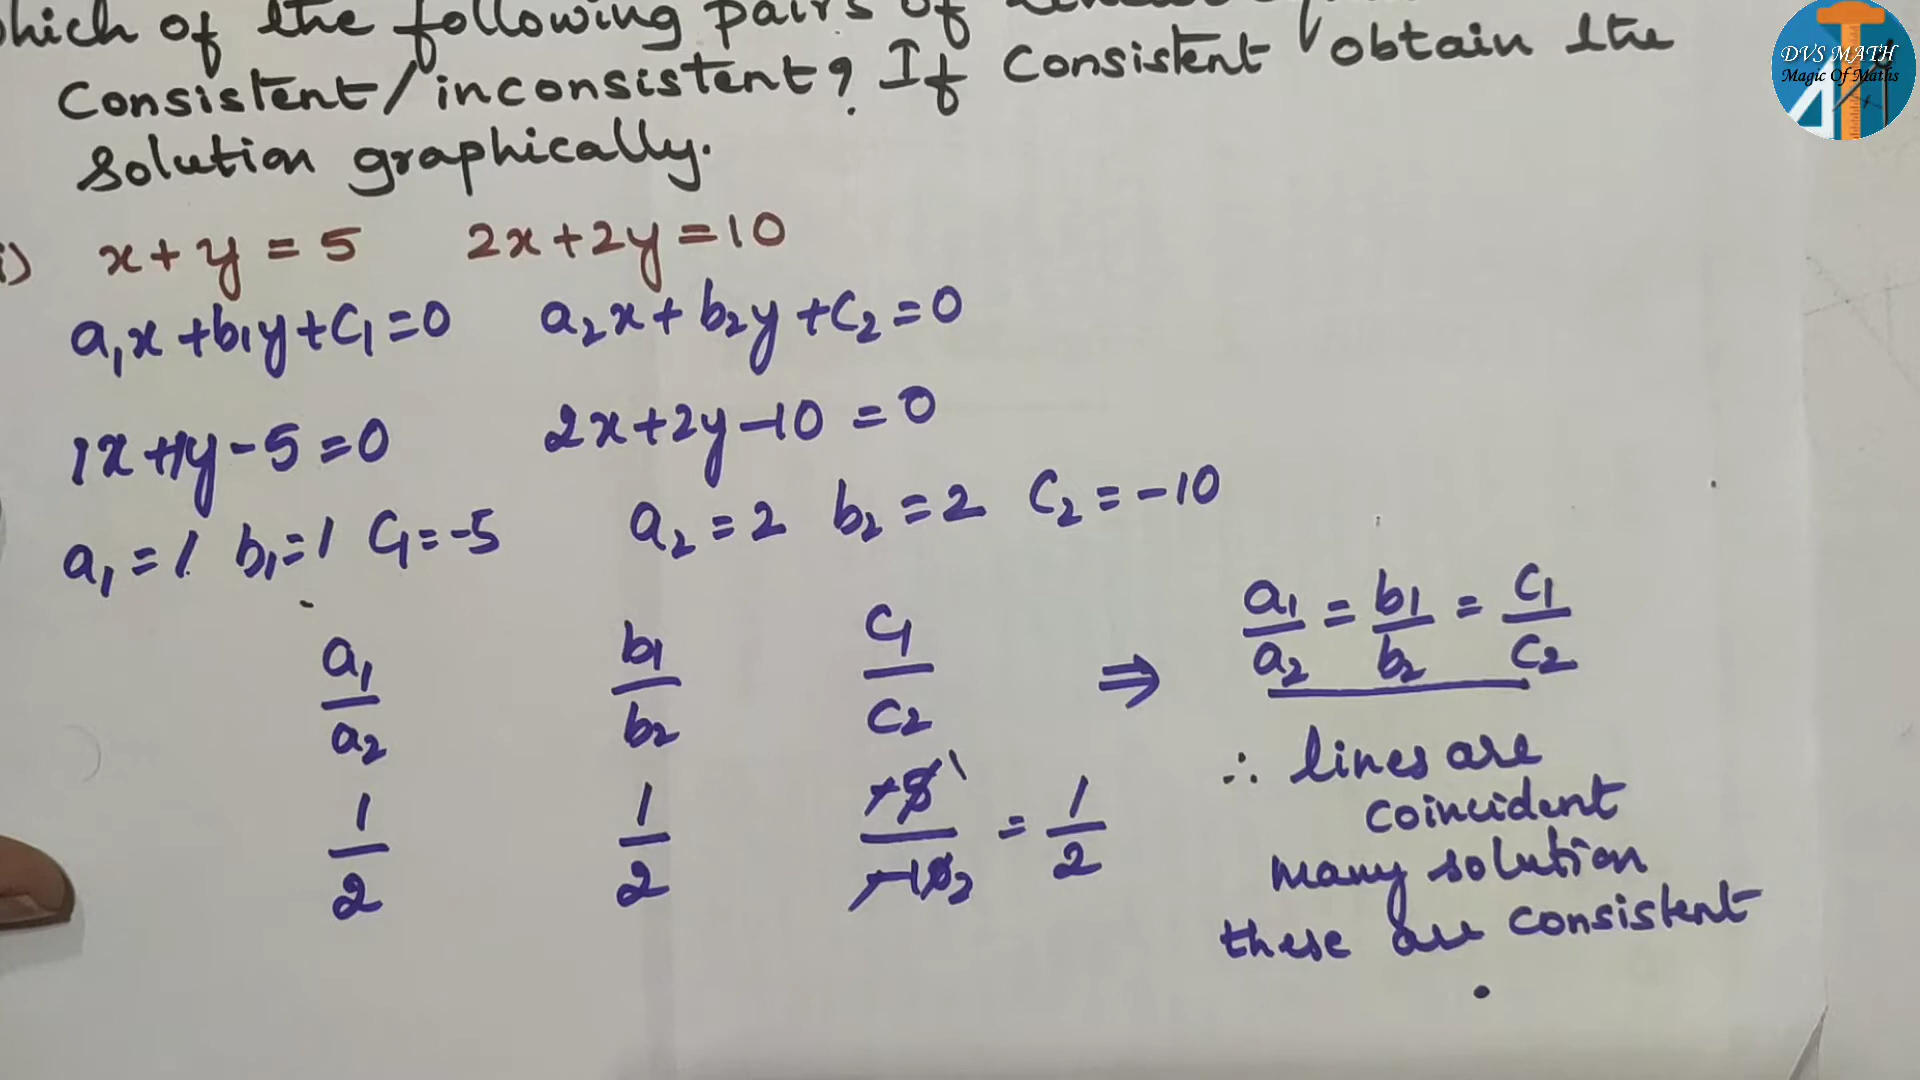 hich of the following pairs of
Consistent/inconsistent? If Consistent obtain the
Solution graphically.
i) x+y=5 2x+2y=10
a₁x+b₁y+C₁=0 a₂x+b₂y+C₂=0
1x+1y-5=0 2x+2y-10=0
a₁=1 b₁=1 C₁=-5 a₂=2 b₂=2 C₂=-10
a₁/a₂ b₁/b₂ C₁/C₂ ⇒ a₁/a₂ = b₁/b₂ = C₁/C₂
1/2 1/2 -5 1/-10 2 = 1/2
∴ lines are
coincident
many solution
these are consistent
DVS MATH
Magic Of Maths